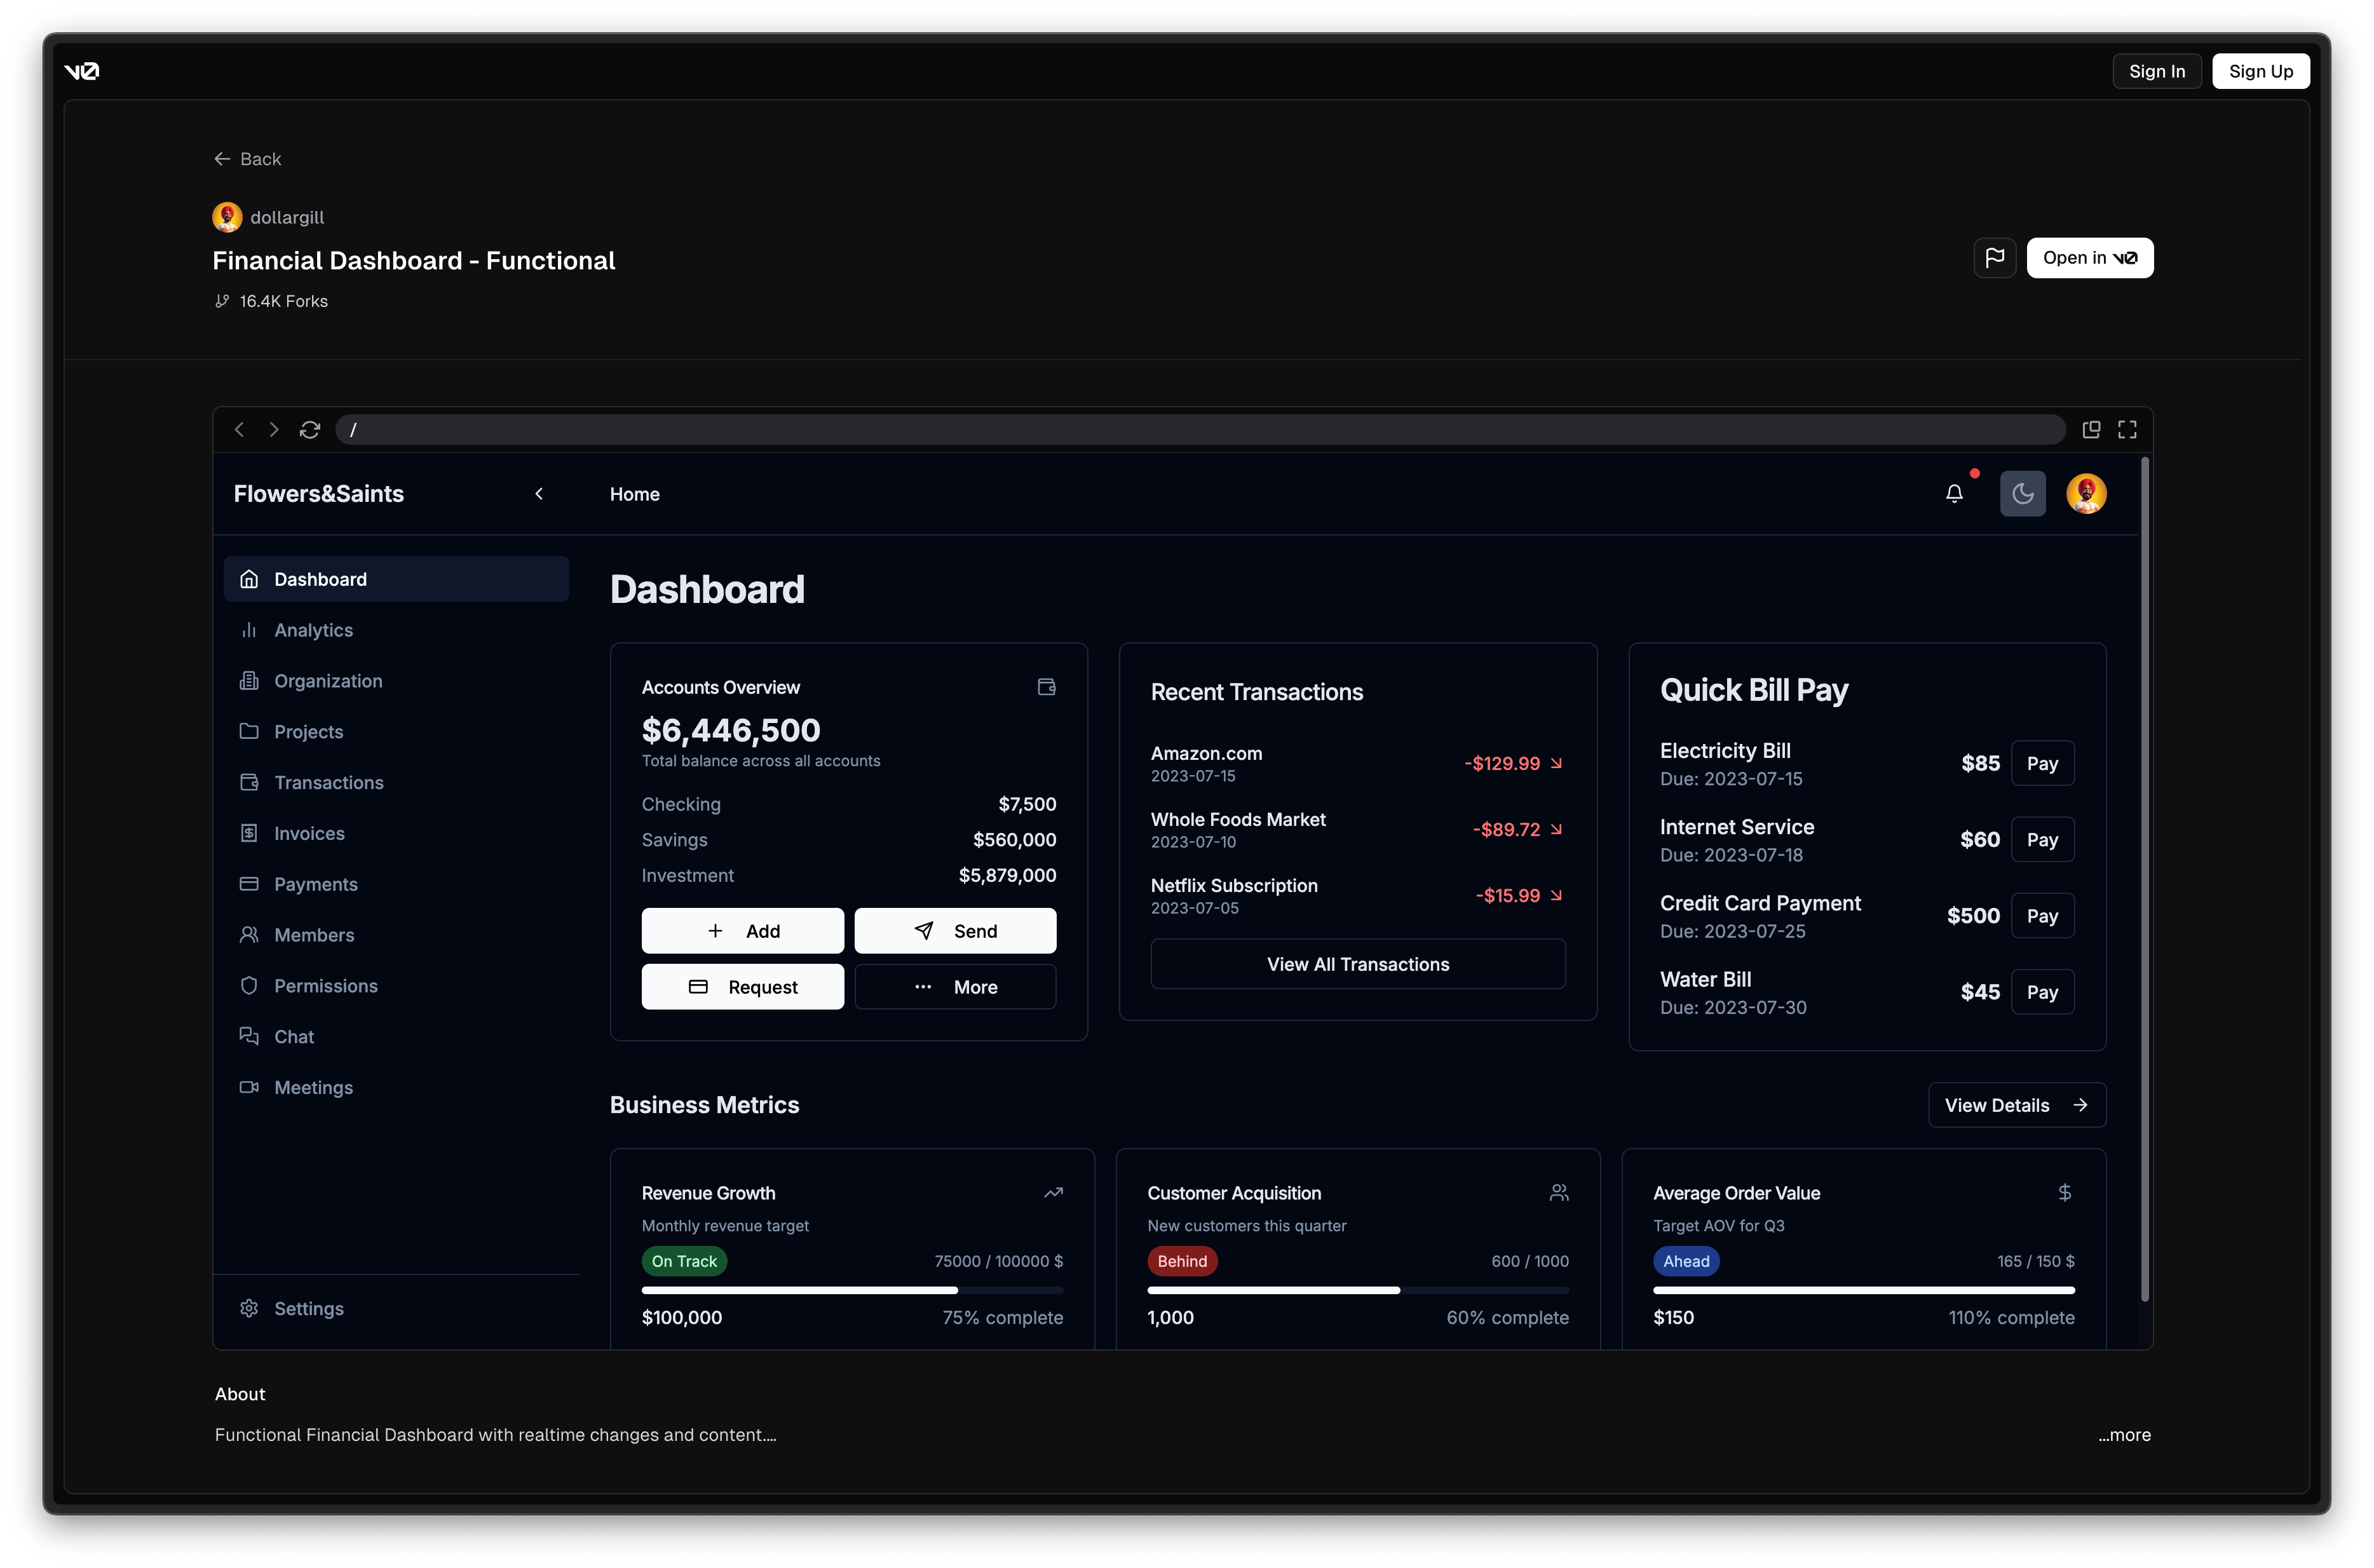 v0
Sign In
Sign Up
Back
dollargill
Financial Dashboard - Functional
16.4K Forks
Open in v0
/
Flowers&Saints
Home
Dashboard
Analytics
Organization
Projects
Transactions
Invoices
Payments
Members
Permissions
Chat
Meetings
Settings
Dashboard
Accounts Overview
$6,446,500
Total balance across all accounts
Checking $7,500
Savings $560,000
Investment $5,879,000
Add
Send
Request
More
Recent Transactions
Amazon.com
2023-07-15
-$129.99
Whole Foods Market
2023-07-10
-$89.72
Netflix Subscription
2023-07-05
-$15.99
View All Transactions
Quick Bill Pay
Electricity Bill
Due: 2023-07-15
$85 Pay
Internet Service
Due: 2023-07-18
$60 Pay
Credit Card Payment
Due: 2023-07-25
$500 Pay
Water Bill
Due: 2023-07-30
$45 Pay
Business Metrics
View Details
Revenue Growth
Monthly revenue target
On Track 75000 / 100000 $
$100,000 75% complete
Customer Acquisition
New customers this quarter
Behind 600 / 1000
1,000 60% complete
Average Order Value
$
Target AOV for Q3
Ahead 165 / 150 $
$150 110% complete
About
Functional Financial Dashboard with realtime changes and content....
...more